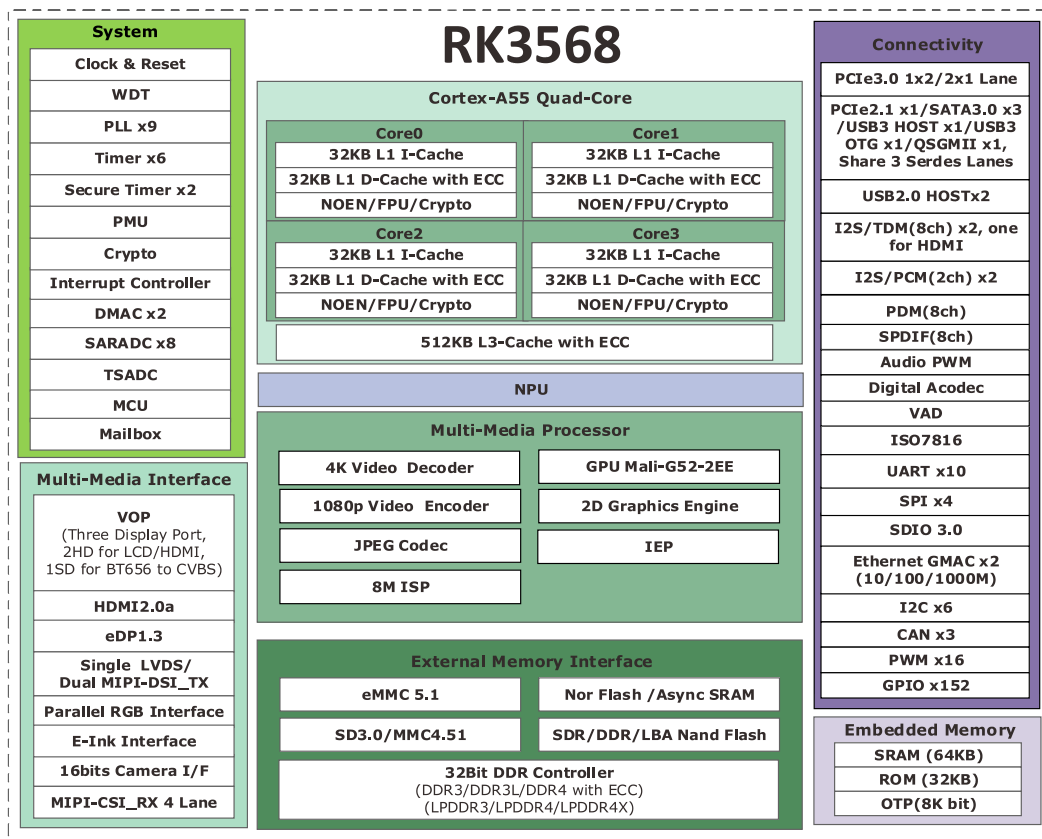 RK3568
System
Clock & Reset
WDT
PLL x9
Timer x6
Secure Timer x2
PMU
Crypto
Interrupt Controller
DMAC x2
SARADC x8
TSADC
MCU
Mailbox
Multi-Media Interface
VOP
(Three Display Port,
2HD for LCD/HDMI,
1SD for BT656 to CVBS)
HDMI2.0a
eDP1.3
Single LVDS/
Dual MIPI-DSI_TX
Parallel RGB Interface
E-Ink Interface
16bits Camera I/F
MIPI-CSI_RX 4 Lane
Cortex-A55 Quad-Core
Core0
32KB L1 I-Cache
32KB L1 D-Cache with ECC
NOEN/FPU/Crypto
Core1
32KB L1 I-Cache
32KB L1 D-Cache with ECC
NOEN/FPU/Crypto
Core2
32KB L1 I-Cache
32KB L1 D-Cache with ECC
NOEN/FPU/Crypto
Core3
32KB L1 I-Cache
32KB L1 D-Cache with ECC
NOEN/FPU/Crypto
512KB L3-Cache with ECC
NPU
Multi-Media Processor
4K Video Decoder
1080p Video Encoder
JPEG Codec
8M ISP
GPU Mali-G52-2EE
2D Graphics Engine
IEP
External Memory Interface
eMMC 5.1
Nor Flash /Async SRAM
SD3.0/MMC4.51
SDR/DDR/LBA Nand Flash
32Bit DDR Controller
(DDR3/DDR3L/DDR4 with ECC)
(LPDDR3/LPDDR4/LPDDR4X)
Connectivity
PCIe3.0 1x2/2x1 Lane
PCIe2.1 x1/SATA3.0 x3
/USB3 HOST x1/USB3
OTG x1/QSGMII x1,
Share 3 Serdes Lanes
USB2.0 HOSTx2
I2S/TDM(8ch) x2, one
for HDMI
I2S/PCM(2ch) x2
PDM(8ch)
SPDIF(8ch)
Audio PWM
Digital Acodec
VAD
ISO7816
UART x10
SPI x4
SDIO 3.0
Ethernet GMAC x2
(10/100/1000M)
I2C x6
CAN x3
PWM x16
GPIO x152
Embedded Memory
SRAM (64KB)
ROM (32KB)
OTP(8K bit)